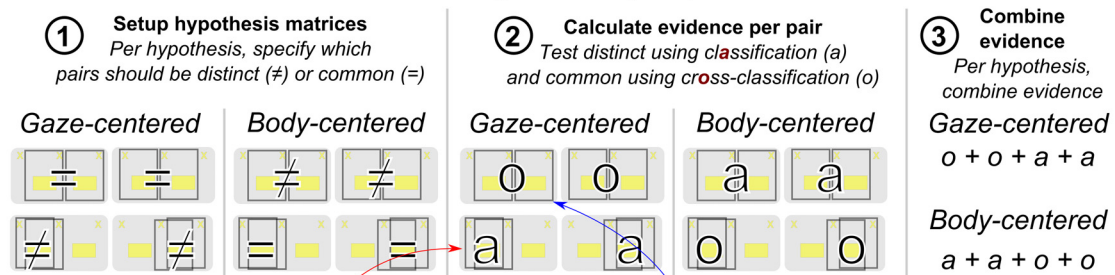 1 Setup hypothesis matrices
Per hypothesis, specify which
pairs should be distinct (≠) or common (=)
Gaze-centered Body-centered
x x x x x x x x
= = ≠ ≠
≠ ≠ = =
2 Calculate evidence per pair
Test distinct using classification (a)
and common using cross-classification (o)
Gaze-centered Body-centered
x x x x x x x x
o o a a
a a o o
3 Combine
evidence
Per hypothesis,
combine evidence
Gaze-centered
o + o + a + a
Body-centered
a + a + o + o